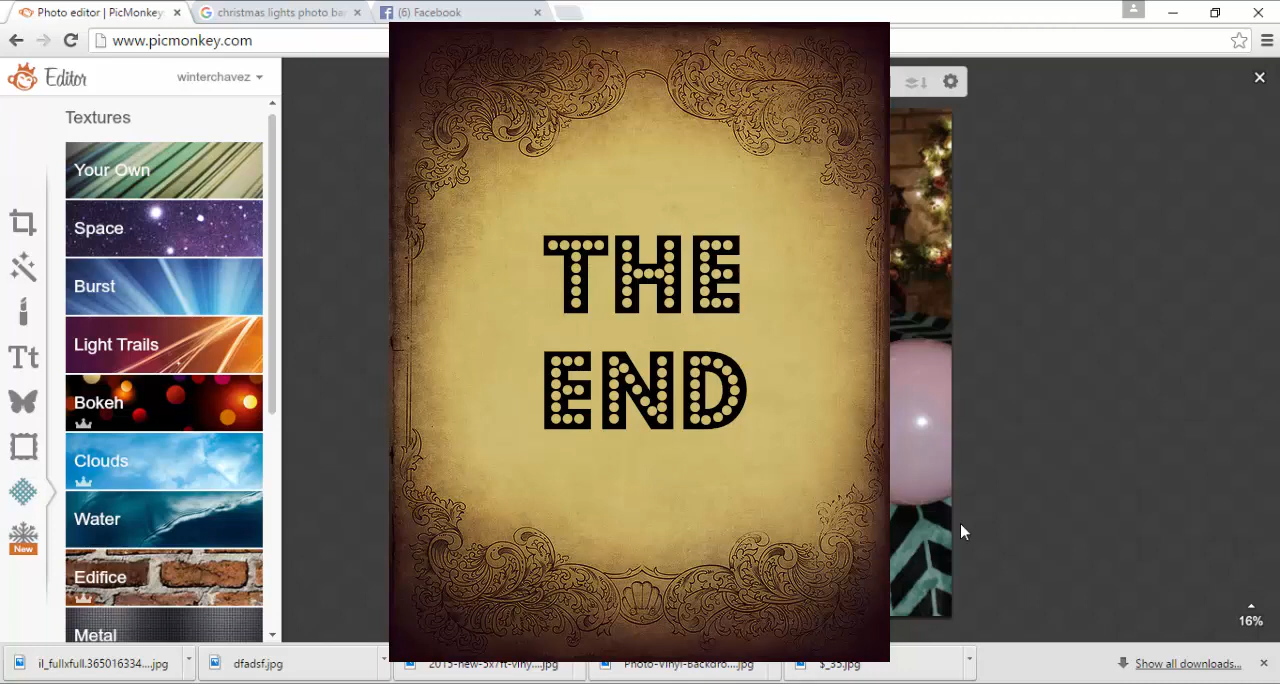 Photo editor | PicMonkey
christmas lights photo ba
(6) Facebook
www.picmonkey.com
Editor
winterchavez
Textures
Your Own
Space
Burst
Light Trails
Bokeh
Clouds
Water
Edifice
Metal
Tt
New
THE
END
16%
il_fullxfull.365016334....jpg
dfadsf.jpg
2015-new-5x7ft-viny....jpg
Photo-Vinyl-Backdro....jpg
$_35.jpg
Show all downloads...